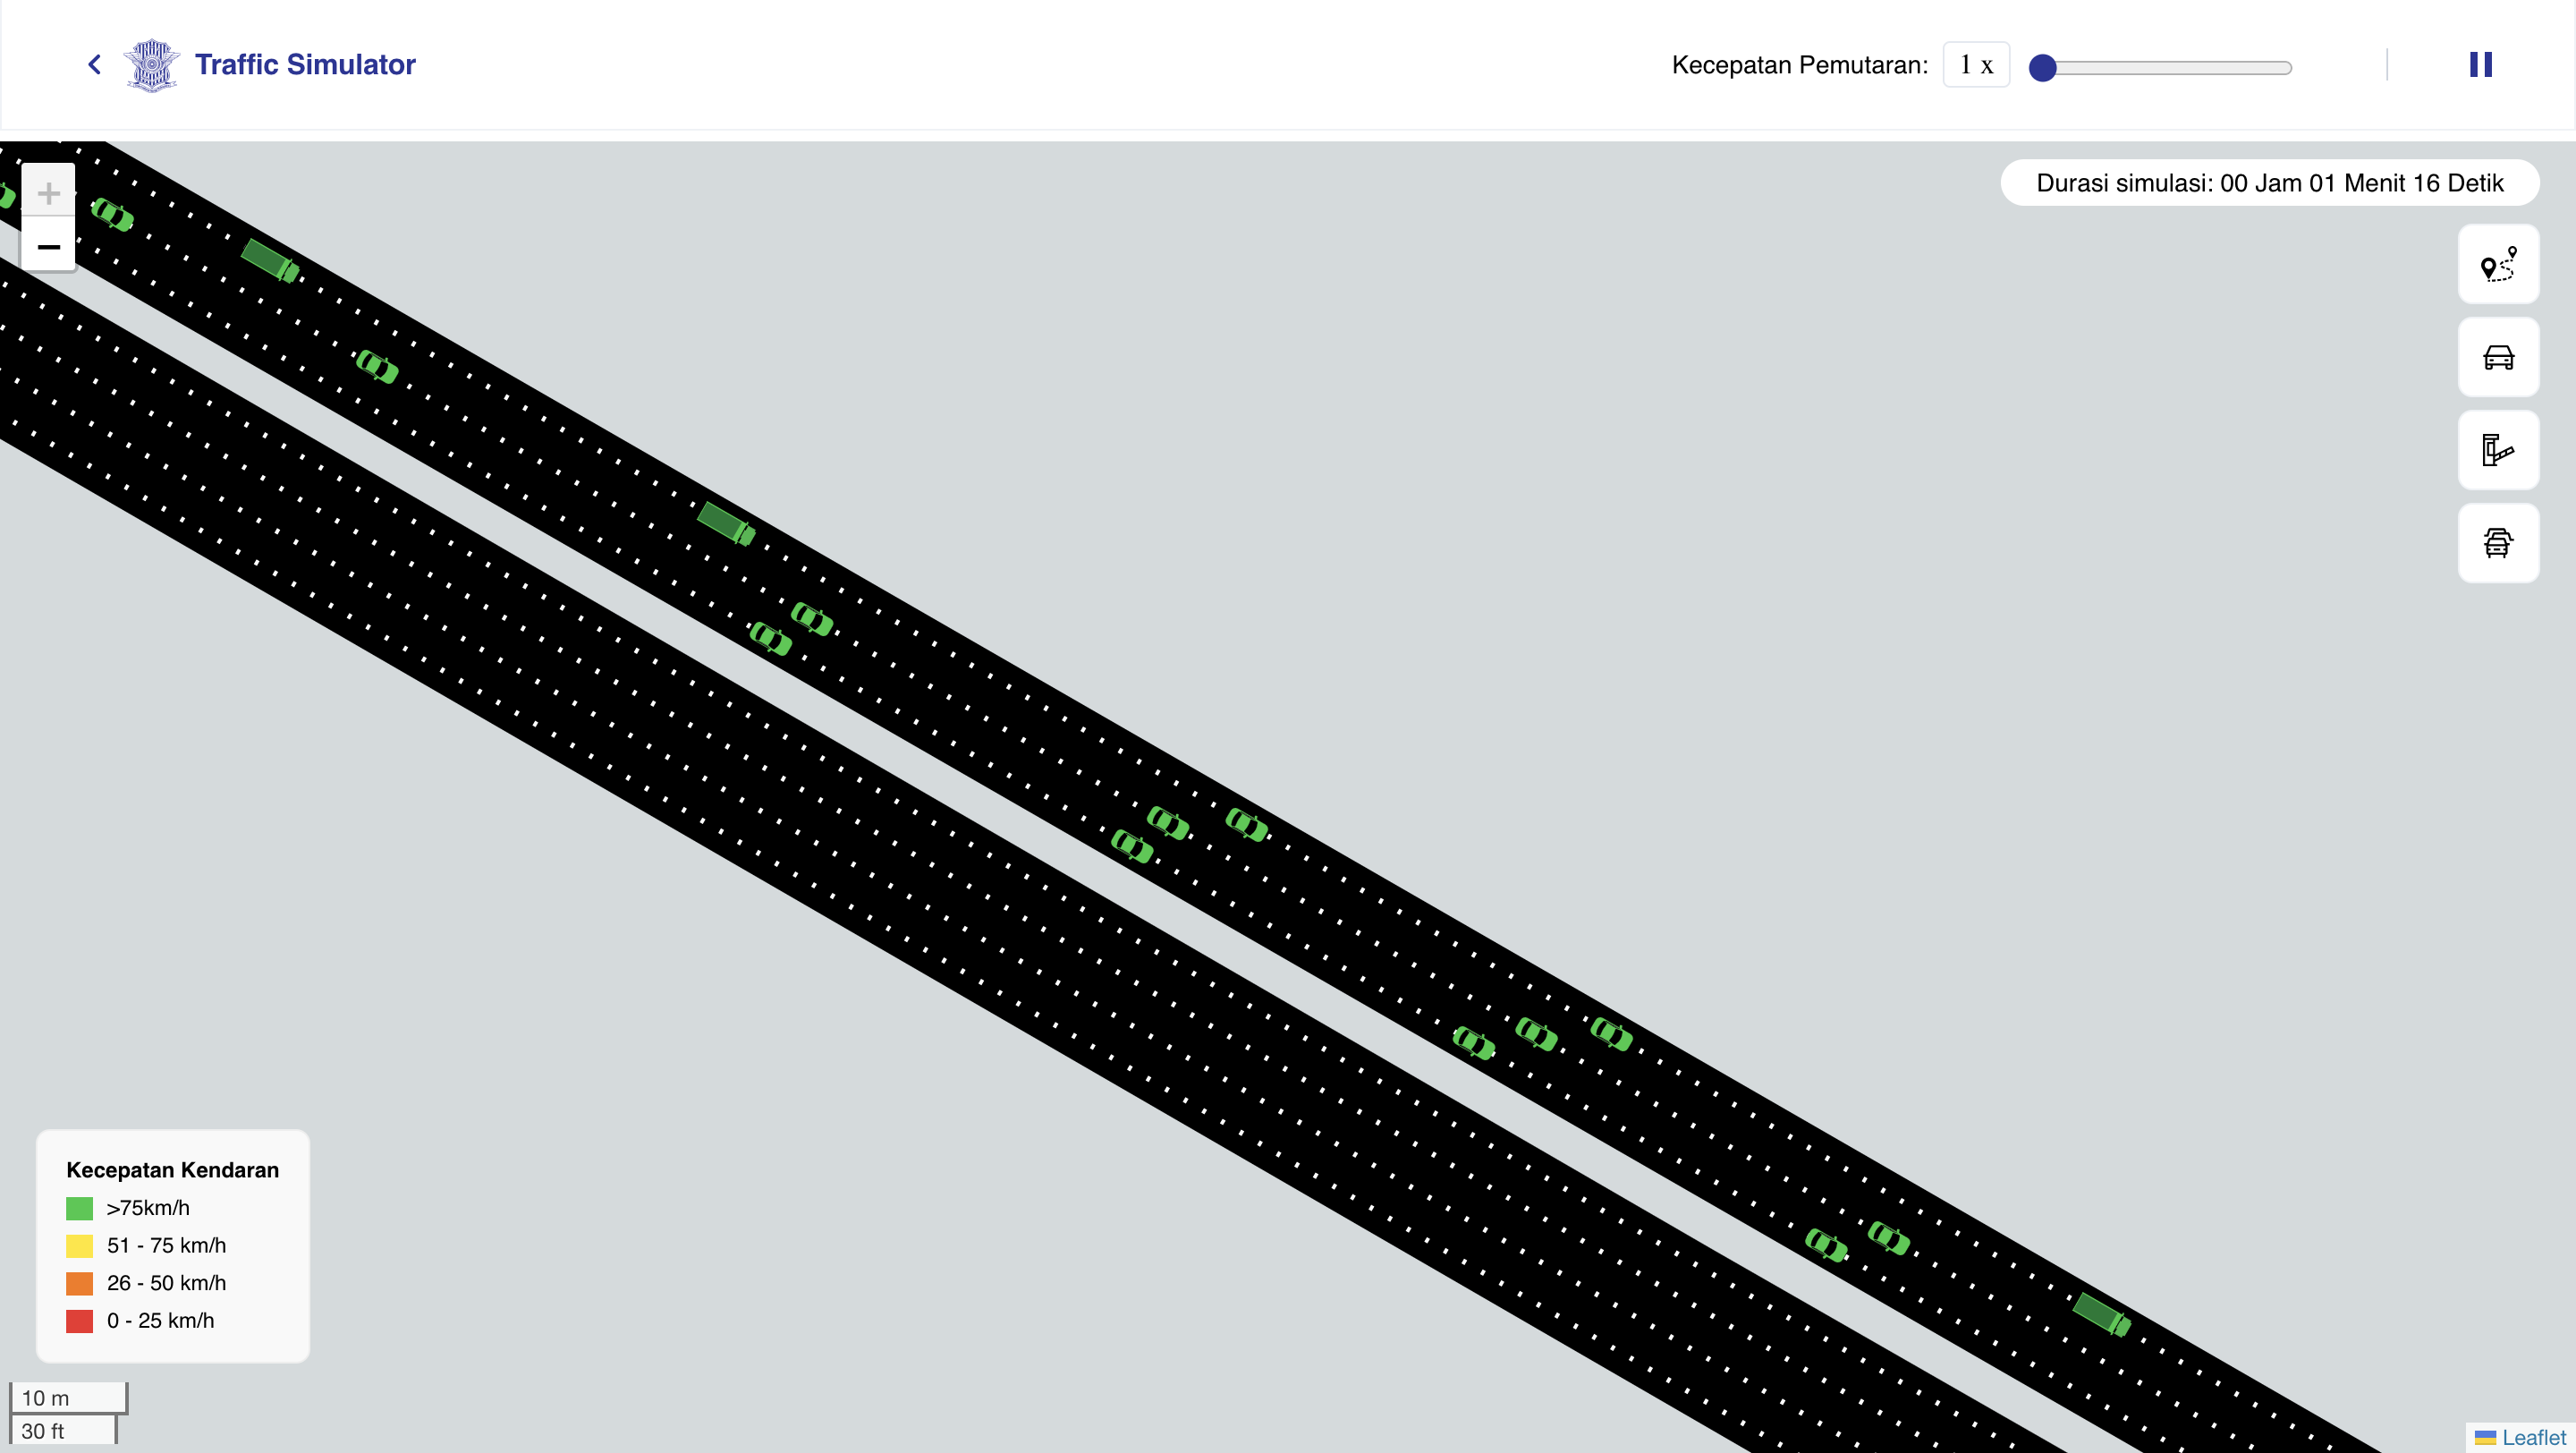 Traffic Simulator
Kecepatan Pemutaran: 1 x
Durasi simulasi: 00 Jam 01 Menit 16 Detik
+
−
Kecepatan Kendaran
>75km/h
51 - 75 km/h
26 - 50 km/h
0 - 25 km/h
10 m
30 ft
Leaflet